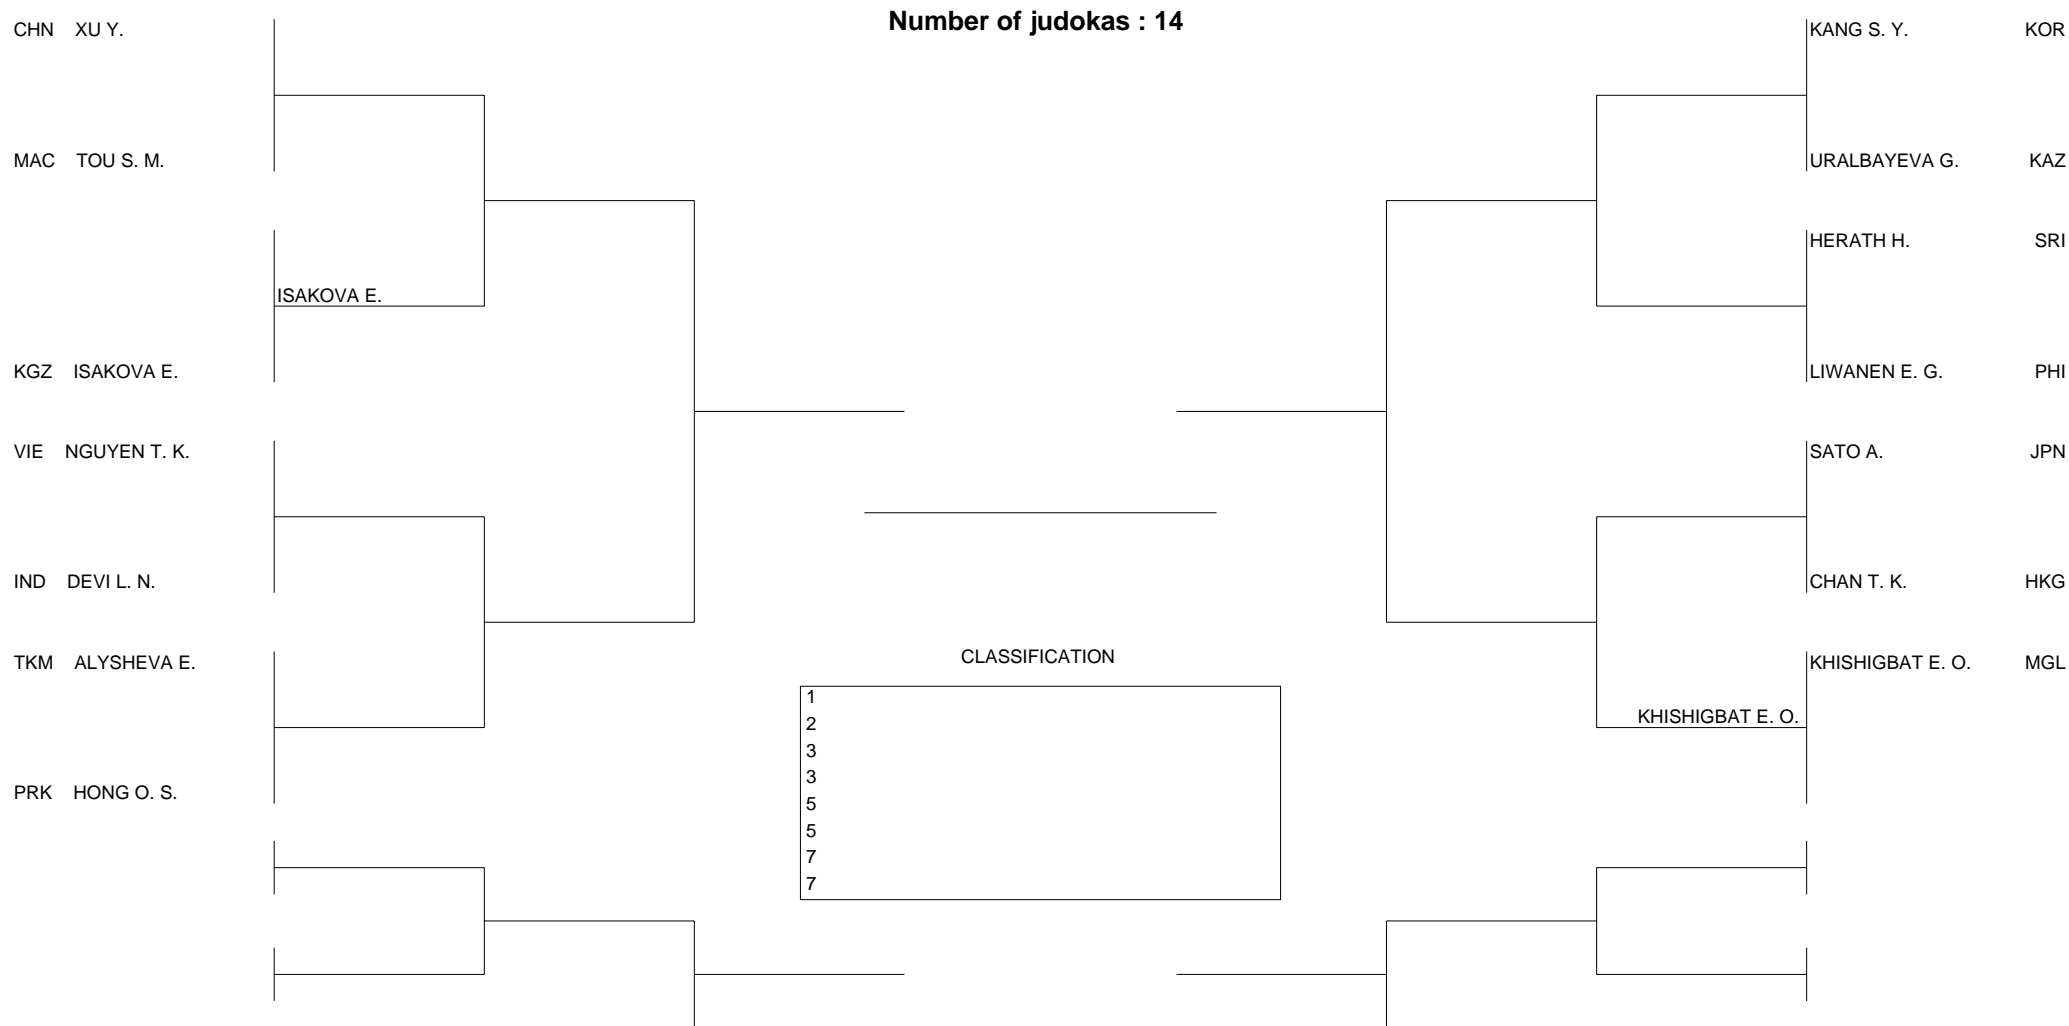 Number of judokas : 14
CHN XU Y.
MAC TOU S. M.
ISAKOVA E.
KGZ ISAKOVA E.
VIE NGUYEN T. K.
IND DEVI L. N.
TKM ALYSHEVA E.
PRK HONG O. S.
KANG S. Y. KOR
URALBAYEVA G. KAZ
HERATH H. SRI
LIWANEN E. G. PHI
SATO A. JPN
CHAN T. K. HKG
KHISHIGBAT E. O. MGL
KHISHIGBAT E. O.
CLASSIFICATION
1
2
3
3
5
5
7
7